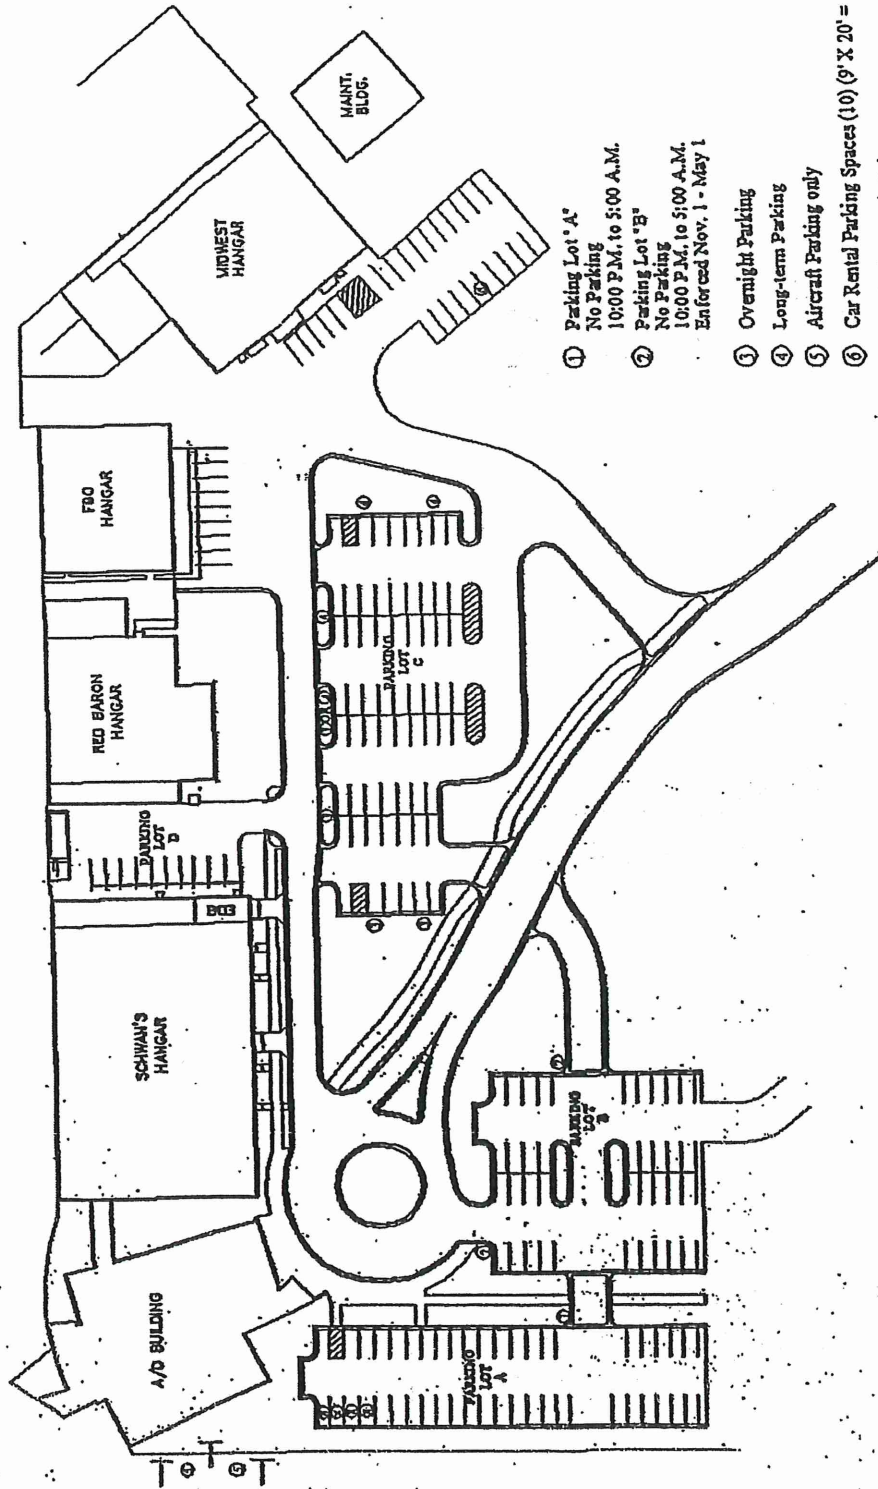 A/D BUILDING
SCHWAN'S
HANGAR
B03
PARKING
LOT
D
RED BARON
HANGAR
FBO
HANGAR
MIDWEST
HANGAR
MAINT.
BLDG.
PARKING
LOT
A
PARKING
LOT
B
PARKING
LOT
C
① Parking Lot "A"
No Parking
10:00 P.M. to 5:00 A.M.
② Parking Lot "B"
No Parking
10:00 P.M. to 5:00 A.M.
Enforced Nov. 1 - May 1
③ Overnight Parking
④ Long-term Parking
⑤ Aircraft Parking only
⑥ Car Rental Parking Spaces (10) (9' X 20' =